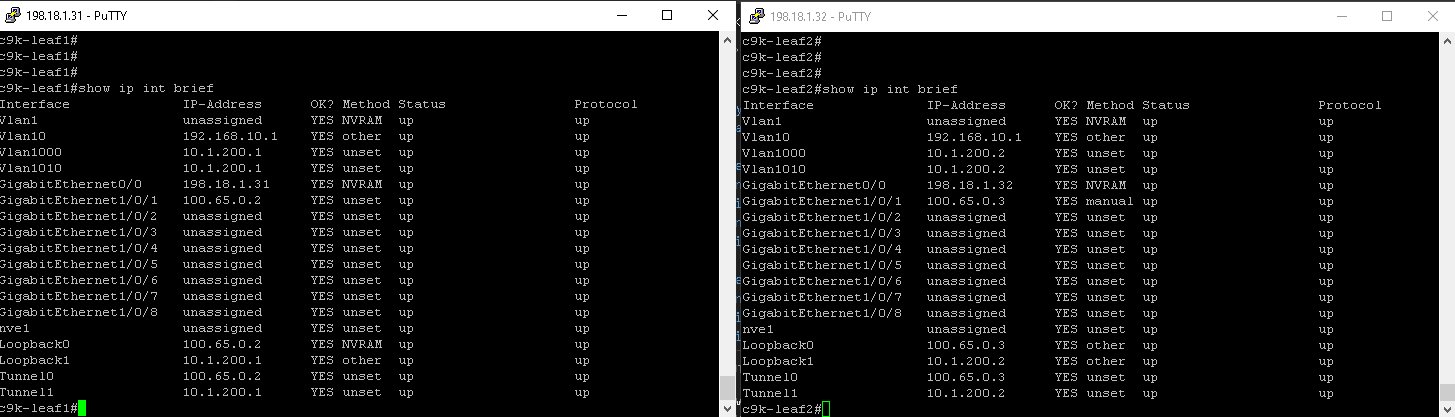 198.18.1.31 - PuTTY
c9k-leaf1#
c9k-leaf1#
c9k-leaf1#
c9k-leaf1#show ip int brief
Interface IP-Address OK? Method Status Protocol
Vlan1 unassigned YES NVRAM up up
Vlan10 192.168.10.1 YES other up up
Vlan1000 10.1.200.1 YES unset up up
Vlan1010 10.1.200.1 YES unset up up
GigabitEthernet0/0 198.18.1.31 YES NVRAM up up
GigabitEthernet1/0/1 100.65.0.2 YES unset up up
GigabitEthernet1/0/2 unassigned YES unset up up
GigabitEthernet1/0/3 unassigned YES unset up up
GigabitEthernet1/0/4 unassigned YES unset up up
GigabitEthernet1/0/5 unassigned YES unset up up
GigabitEthernet1/0/6 unassigned YES unset up up
GigabitEthernet1/0/7 unassigned YES unset up up
GigabitEthernet1/0/8 unassigned YES unset up up
nve1 unassigned YES unset up up
Loopback0 100.65.0.2 YES NVRAM up up
Loopback1 10.1.200.1 YES other up up
Tunnel0 100.65.0.2 YES unset up up
Tunnel1 10.1.200.1 YES unset up up
c9k-leaf1#
198.18.1.32 - PuTTY
c9k-leaf2#
c9k-leaf2#
c9k-leaf2#
c9k-leaf2#show ip int brief
Interface IP-Address OK? Method Status Protocol
Vlan1 unassigned YES NVRAM up up
Vlan10 192.168.10.1 YES other up up
Vlan1000 10.1.200.2 YES unset up up
Vlan1010 10.1.200.2 YES unset up up
GigabitEthernet0/0 198.18.1.32 YES NVRAM up up
GigabitEthernet1/0/1 100.65.0.3 YES manual up up
GigabitEthernet1/0/2 unassigned YES unset up up
GigabitEthernet1/0/3 unassigned YES unset up up
GigabitEthernet1/0/4 unassigned YES unset up up
GigabitEthernet1/0/5 unassigned YES unset up up
GigabitEthernet1/0/6 unassigned YES unset up up
GigabitEthernet1/0/7 unassigned YES unset up up
GigabitEthernet1/0/8 unassigned YES unset up up
nve1 unassigned YES unset up up
Loopback0 100.65.0.3 YES other up up
Loopback1 10.1.200.2 YES other up up
Tunnel0 100.65.0.3 YES unset up up
Tunnel1 10.1.200.2 YES unset up up
c9k-leaf2#